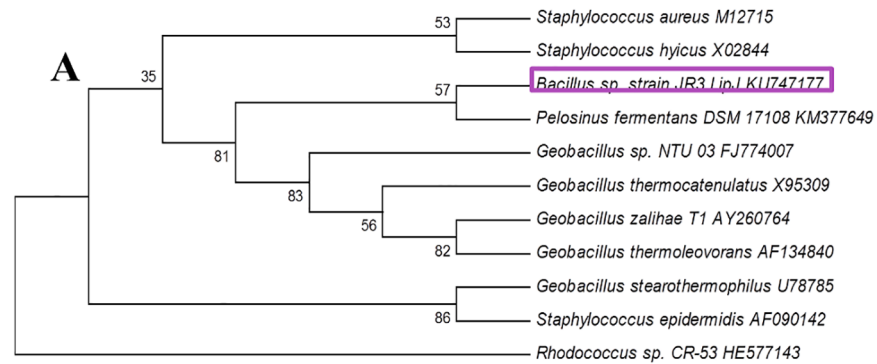 A
Staphylococcus aureus M12715
53
Staphylococcus hyicus X02844
35
Bacillus sp. strain JR3 LipJ KU747177
57
Pelosinus fermentans DSM 17108 KM377649
81
Geobacillus sp. NTU 03 FJ774007
83
Geobacillus thermocatenulatus X95309
56
Geobacillus zalihae T1 AY260764
82
Geobacillus thermoleovorans AF134840
Geobacillus stearothermophilus U78785
86
Staphylococcus epidermidis AF090142
Rhodococcus sp. CR-53 HE577143